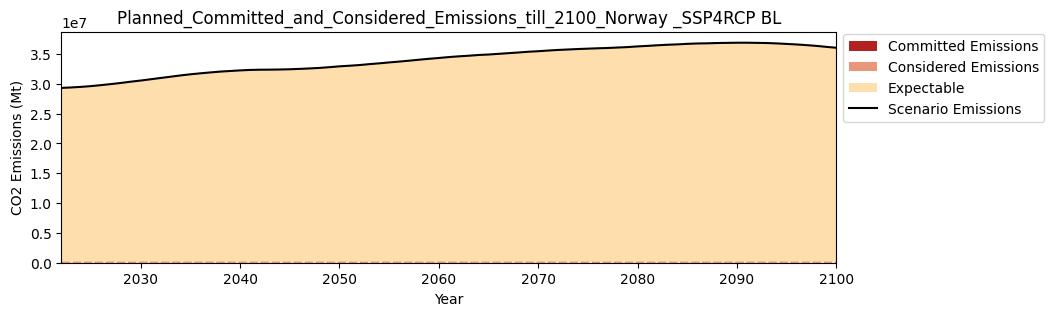 Planned_Committed_and_Considered_Emissions_till_2100_Norway _SSP4RCP BL
1e7
3.5
3.0
2.5
2.0
1.5
1.0
0.5
0.0
CO2 Emissions (Mt)
2030 2040 2050 2060 2070 2080 2090 2100
Year
Committed Emissions
Considered Emissions
Expectable
Scenario Emissions